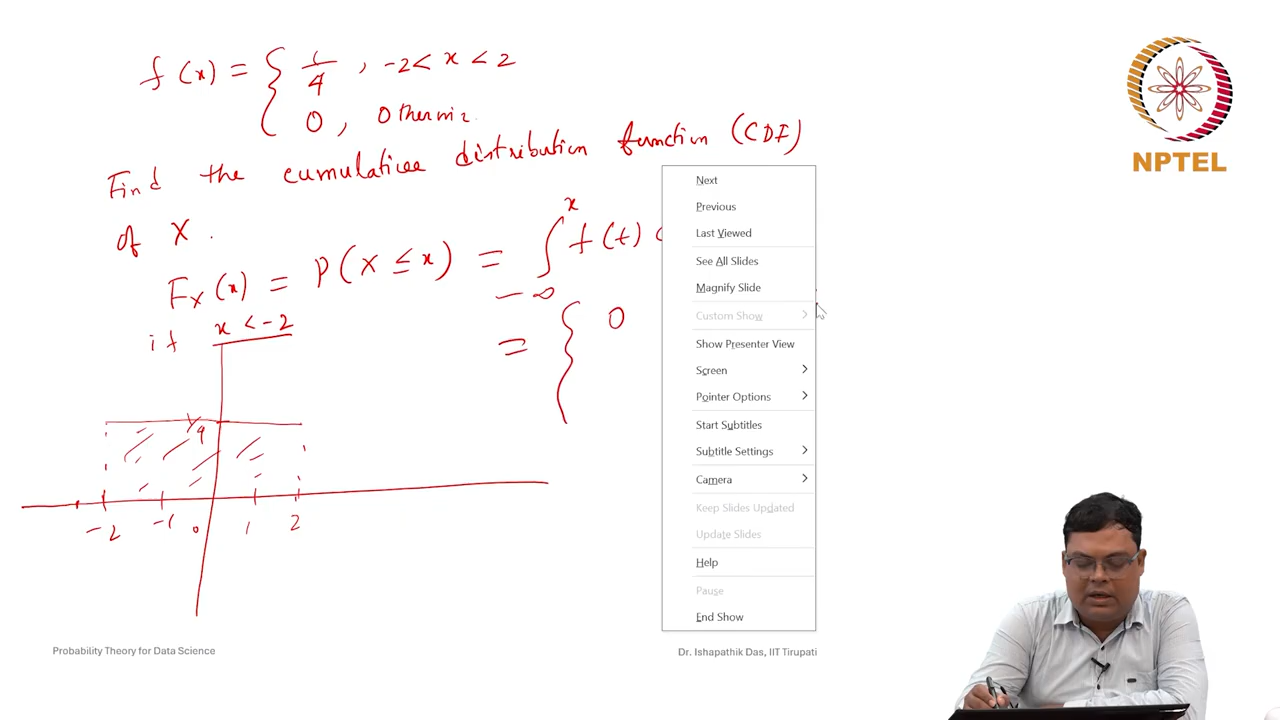 f(x) = { 1/4 , -2 < x < 2
0 , Otherwise.
NPTEL
Find the cumulative distribution function (CDF)
of X .
F_X(x) = P(X ≤ x) = ∫_{-∞}^{x} f(t)
if x < -2
= { 0
1/4
-2 -1 0 1 2
Next
Previous
Last Viewed
See All Slides
Magnify Slide
Custom Show
Show Presenter View
Screen
Pointer Options
Start Subtitles
Subtitle Settings
Camera
Keep Slides Updated
Update Slides
Help
Pause
End Show
Probability Theory for Data Science
Dr. Ishapathik Das, IIT Tirupati